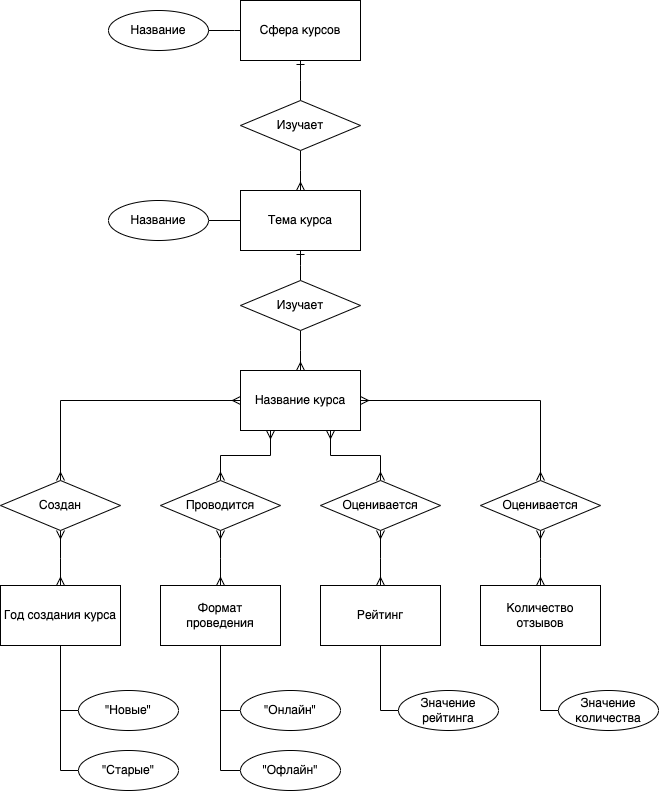 Название
Сфера курсов
Изучает
Название
Тема курса
Изучает
Название курса
Создан
Проводится
Оценивается
Оценивается
Год создания курса
Формат
проведения
Рейтинг
Количество
отзывов
"Новые"
"Онлайн"
Значение
рейтинга
Значение
количества
"Старые"
"Офлайн"